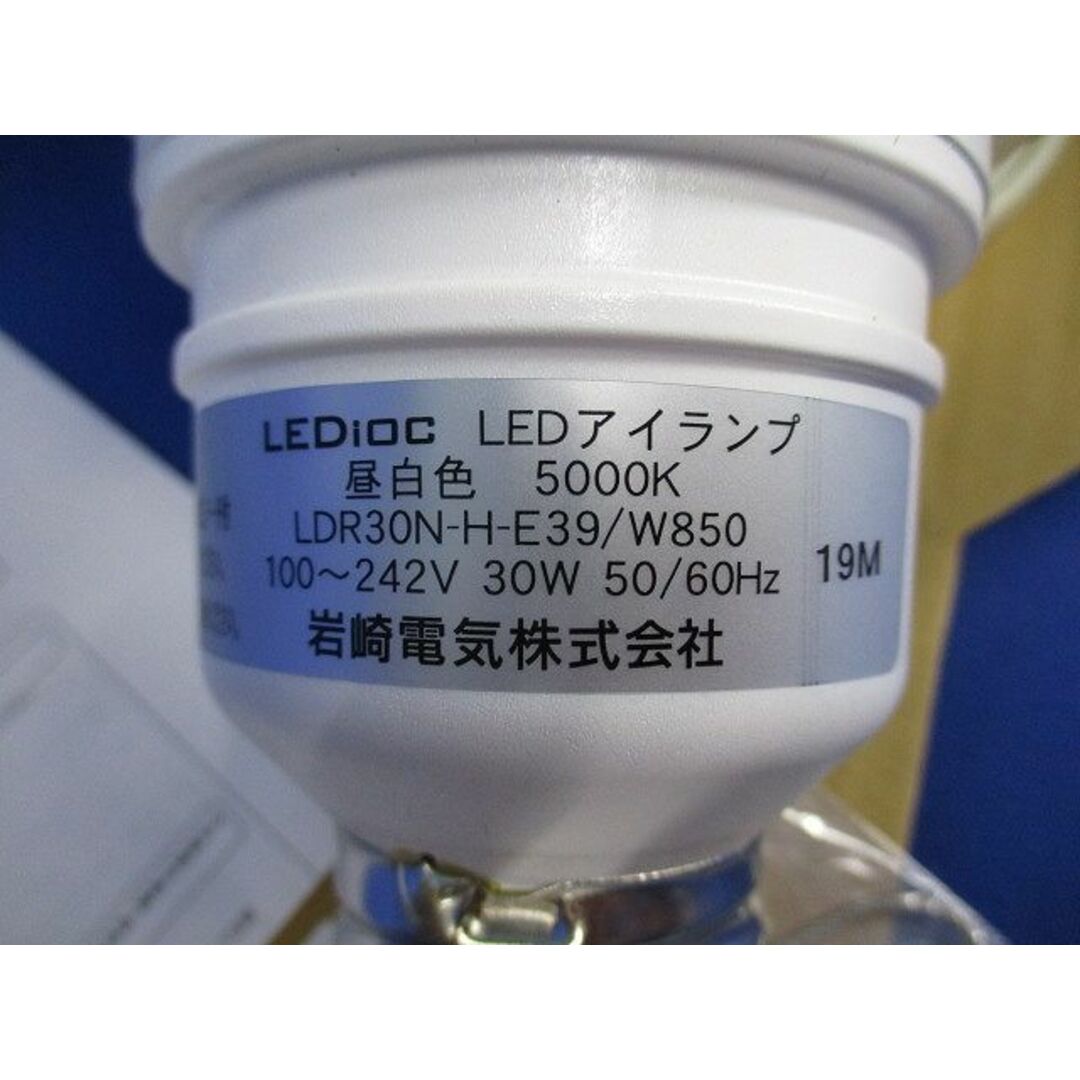 LEDiOC LEDアイランプ
昼白色 5000K
LDR30N-H-E39/W850
100～242V 30W 50/60Hz
岩崎電気株式会社
19M